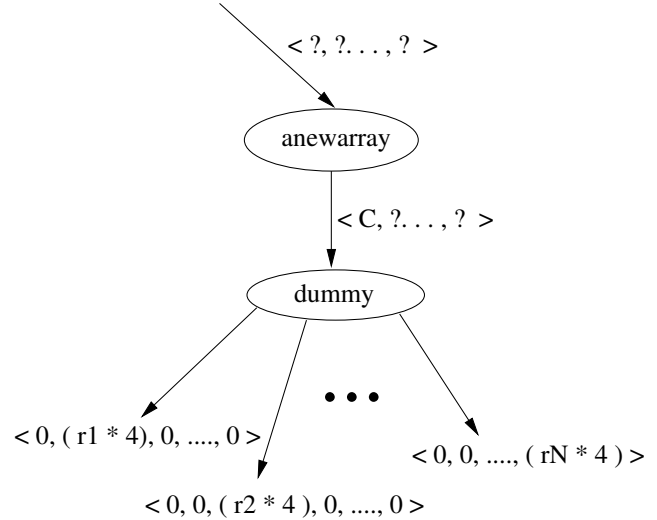 < ?, ?. . . , ? >
anewarray
< C, ?. . . , ? >
dummy
< 0, ( r1 * 4), 0, ...., 0 >
< 0, 0, ...., ( rN * 4 ) >
< 0, 0, ( r2 * 4 ), 0, ...., 0 >